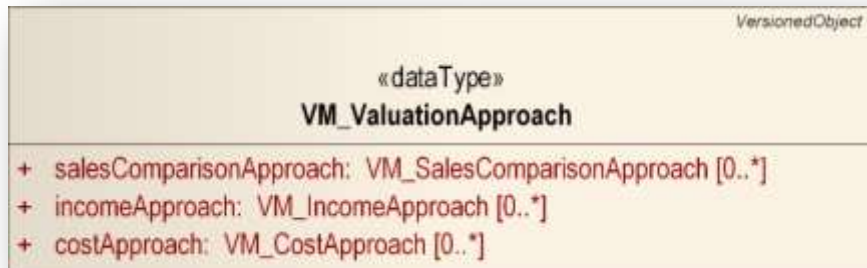 VersionedObject
«dataType»
VM_ValuationApproach
+ salesComparisonApproach: VM_SalesComparisonApproach [0..*]
+ incomeApproach: VM_IncomeApproach [0..*]
+ costApproach: VM_CostApproach [0..*]